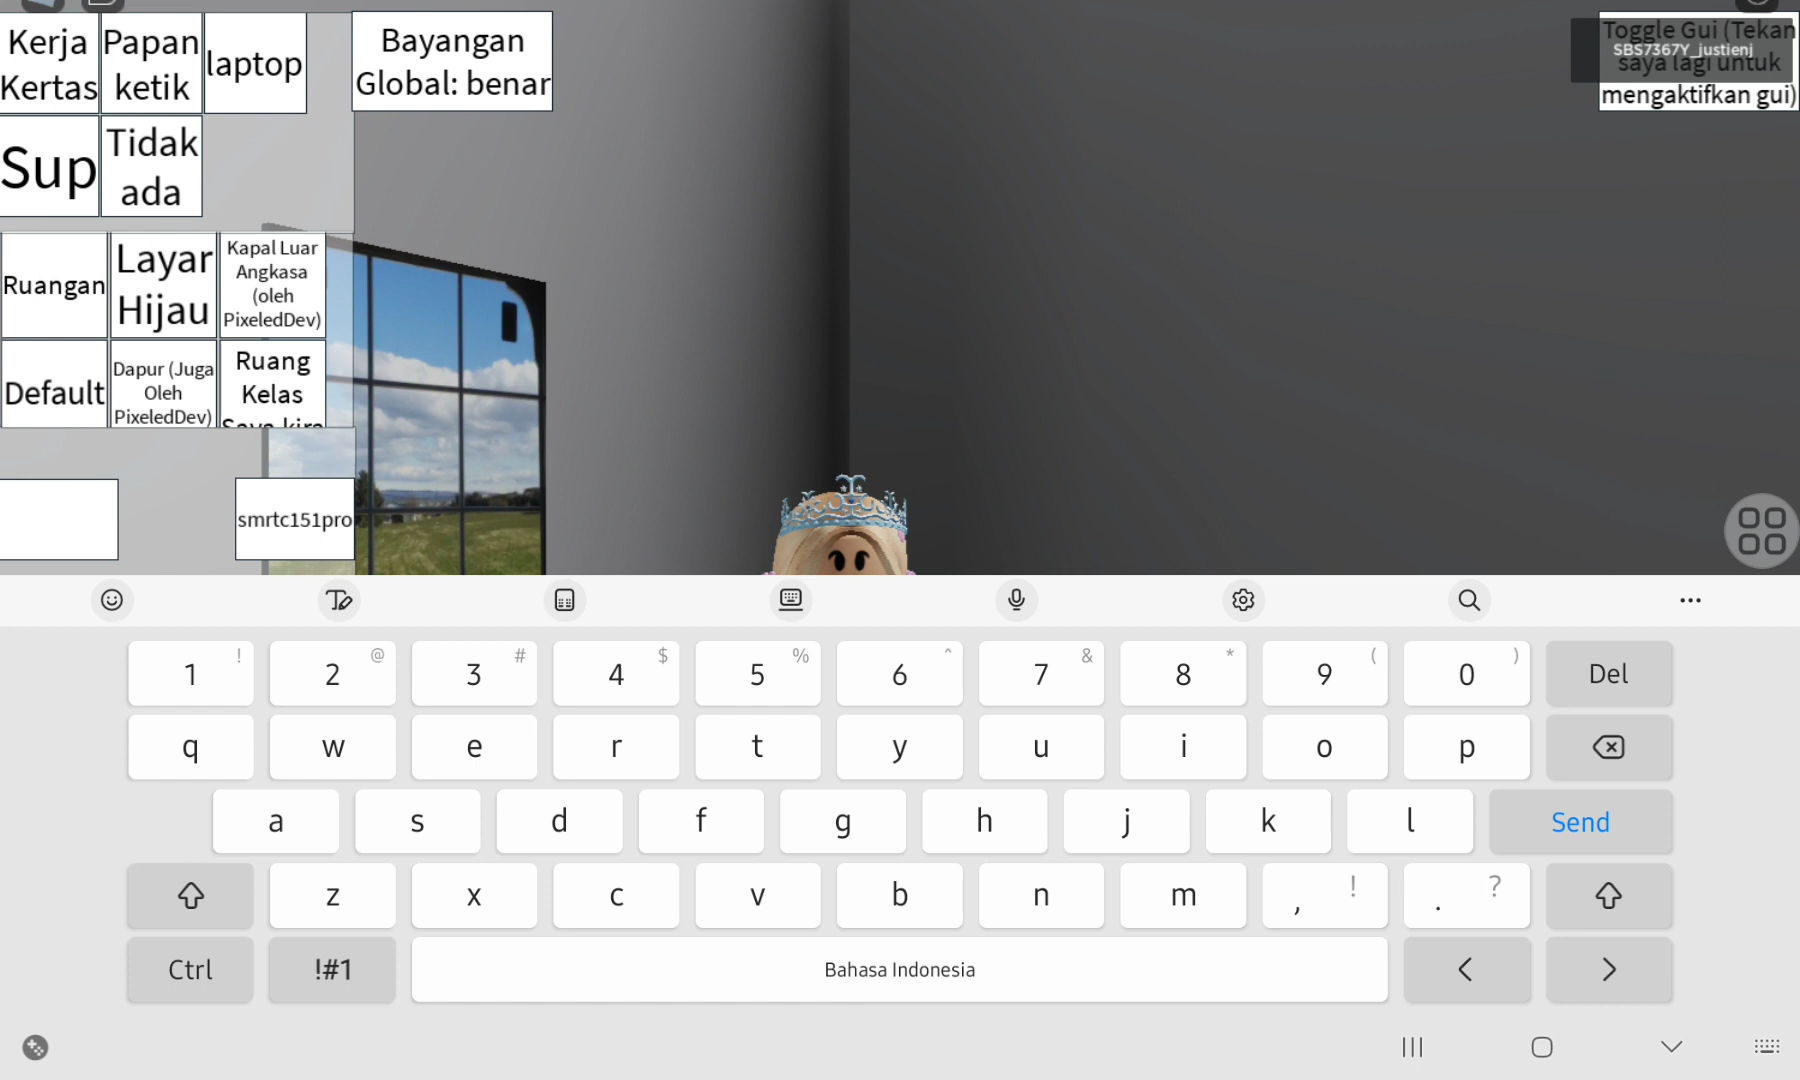 Kerja
Kertas
Papan
ketik
laptop
Bayangan
Global: benar
Toggle Gui (Tekan
saya lagi untuk
mengaktifkan gui)
SBS7367Y_justienj
Sup
Tidak
ada
Ruangan
Layar
Hijau
Kapal Luar
Angkasa
(oleh
PixeledDev)
Default
Dapur (Juga
Oleh
PixeledDev)
Ruang
Kelas
Saya kira
smrtc151pro
1 ! 2 @ 3 # 4 $ 5 % 6 ^ 7 & 8 * 9 ( 0 ) Del
q w e r t y u i o p
a s d f g h j k l Send
z x c v b n m , ! . ?
Ctrl !#1 Bahasa Indonesia < >